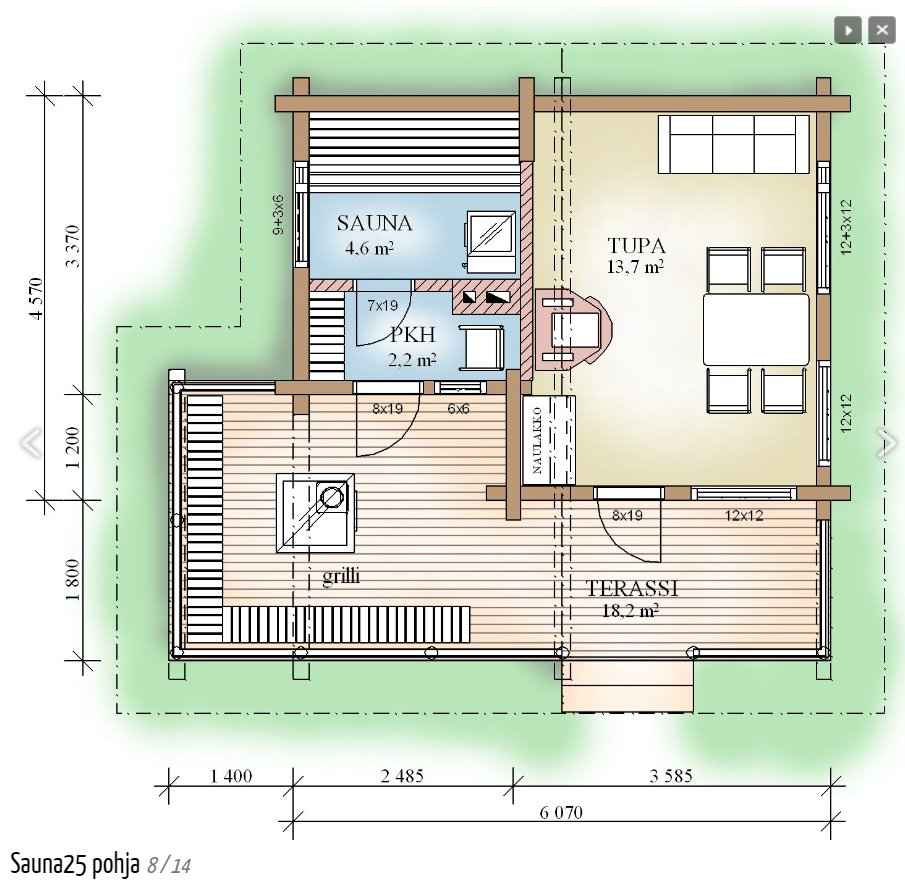 9+3x6
SAUNA
4,6 m²
TUPA
13,7 m²
12+3x12
3 370
4 570
7x19
PKH
2,2 m²
8x19
6x6
12x12
NAULAKKO
1 200
8x19
12x12
1 800
grilli
TERASSI
18,2 m²
1 400
2 485
3 585
6 070
Sauna25 pohja 8 / 14